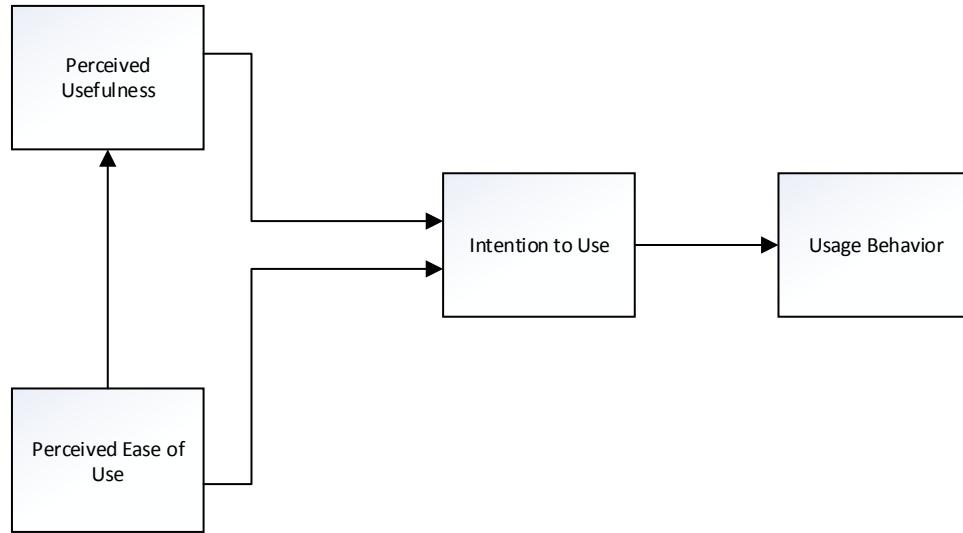 Perceived
Usefulness
Intention to Use
Usage Behavior
Perceived Ease of
Use